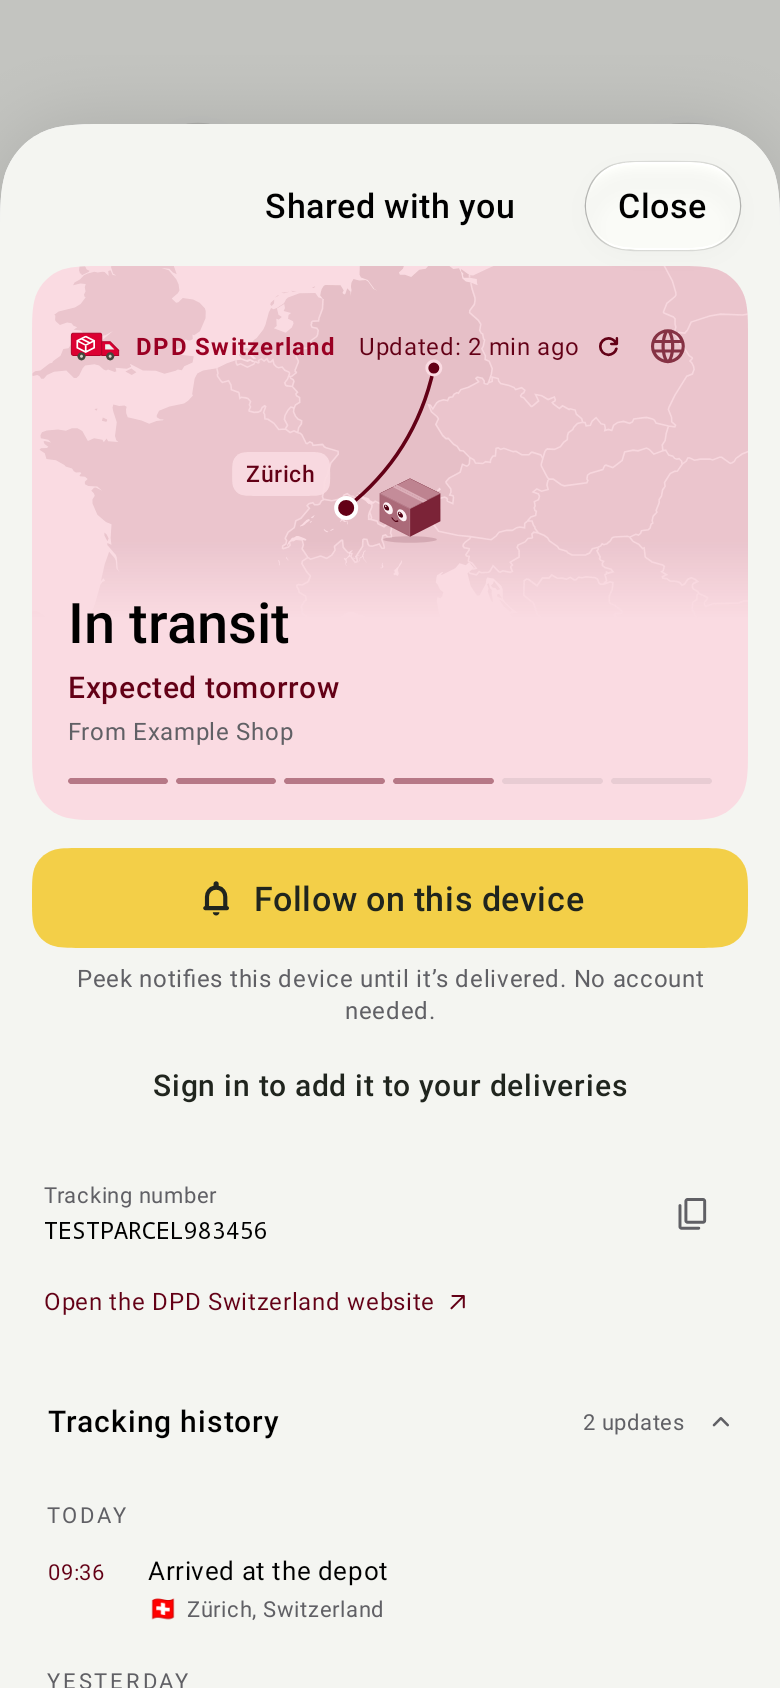 Shared with you
Close
DPD Switzerland
Updated: 2 min ago
Zürich
In transit
Expected tomorrow
From Example Shop
Follow on this device
Peek notifies this device until it’s delivered. No account
needed.
Sign in to add it to your deliveries
Tracking number
TESTPARCEL983456
Open the DPD Switzerland website
Tracking history
2 updates
TODAY
09:36
Arrived at the depot
Zürich, Switzerland
YESTERDAY